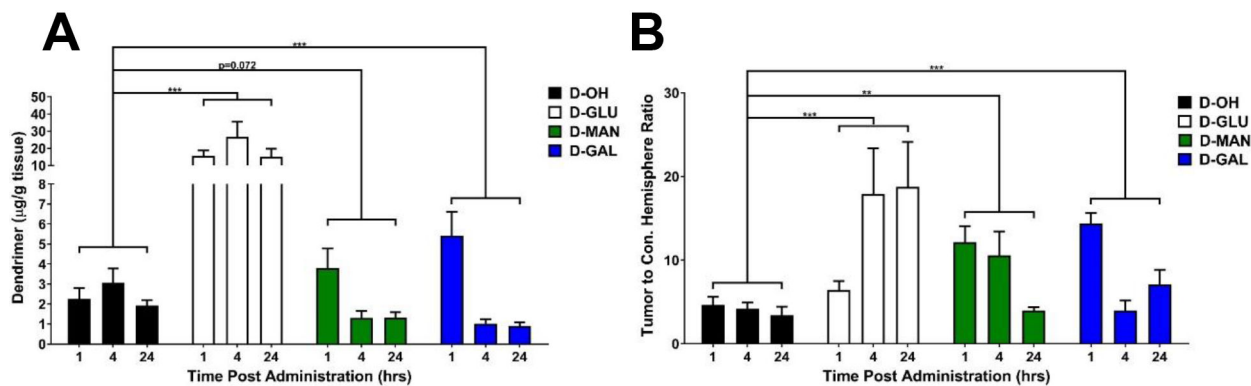 A
***
p=0.072
***
D-OH
D-GLU
D-MAN
D-GAL
Dendrimer (µg/g tissue)
50
40
30
20
10
8
7
6
5
4
3
2
1
0
1 4 24 1 4 24 1 4 24 1 4 24
Time Post Administration (hrs)
B
***
**
***
D-OH
D-GLU
D-MAN
D-GAL
Tumor to Con. Hemisphere Ratio
30
20
10
0
1 4 24 1 4 24 1 4 24 1 4 24
Time Post Administration (hrs)